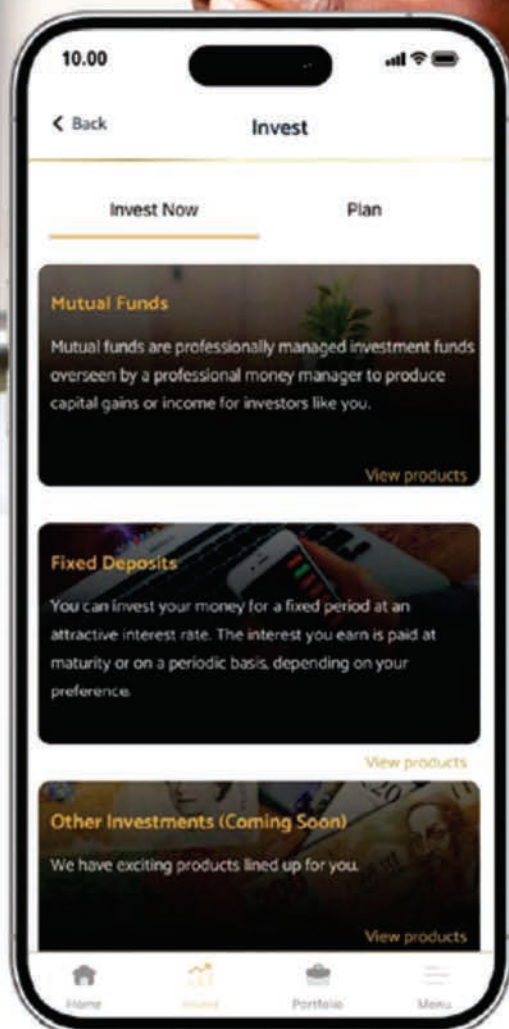 10.00
Back
Invest
Invest Now
Plan
Mutual Funds
Mutual funds are professionally managed investment funds
overseen by a professional money manager to produce
capital gains or income for investors like you.
View products
Fixed Deposits
You can invest your money for a fixed period at an
attractive interest rate. The interest you earn is paid at
maturity or on a periodic basis, depending on your
preference.
View products
Other Investments (Coming Soon)
We have exciting products lined up for you.
View products
Home
Invest
Portfolio
Menu